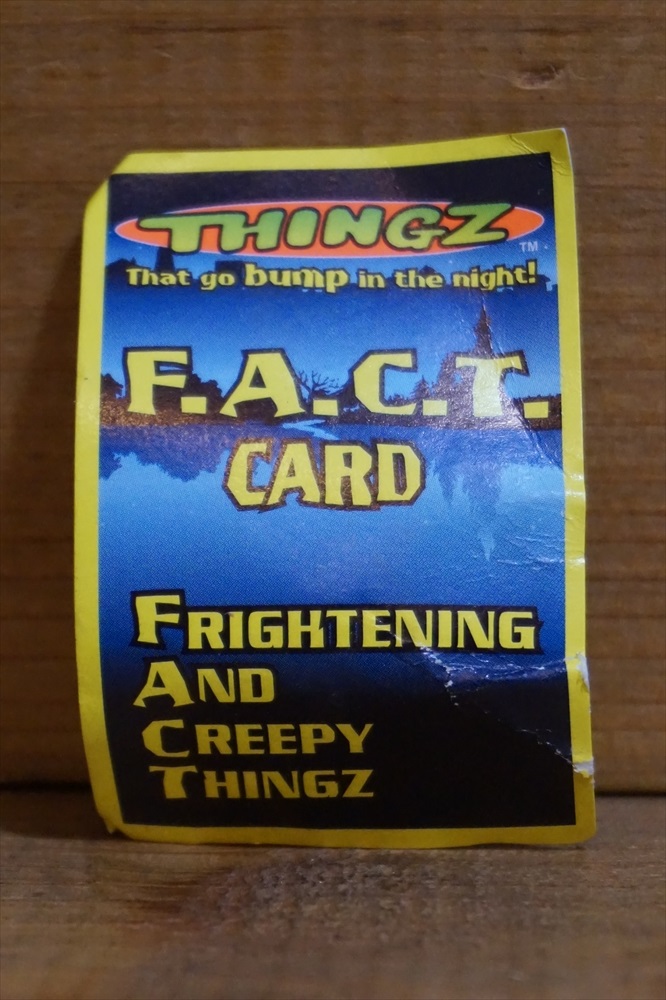 THINGZ TM
That go bump in the night!
F.A.C.T.
CARD
FRIGHTENING
AND
CREEPY
THINGZ